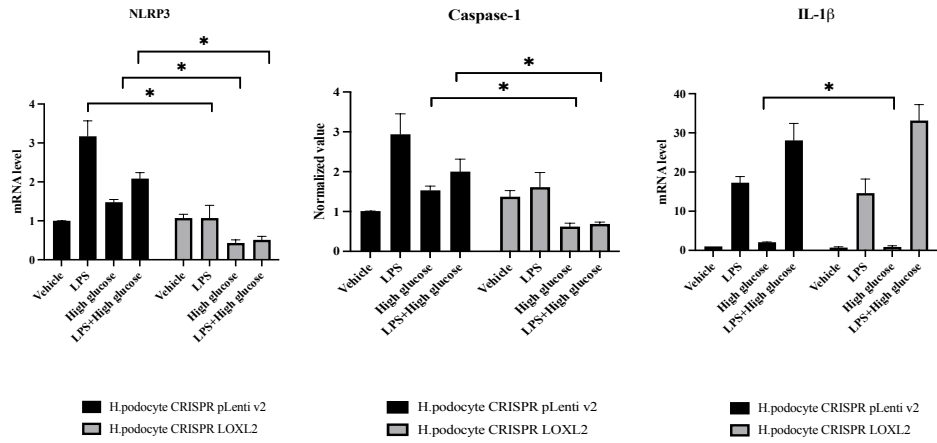 NLRP3
*
*
*
mRNA level
4
3
2
1
0
Vehicle
LPS
High glucose
LPS+High glucose
Vehicle
LPS
High glucose
LPS+High glucose
H.podocyte CRISPR pLenti v2
H.podocyte CRISPR LOXL2
Caspase-1
*
*
Normalized value
4
3
2
1
0
Vehicle
LPS
High glucose
LPS+High glucose
Vehicle
LPS
High glucose
LPS+High glucose
H.podocyte CRISPR pLenti v2
H.podocyte CRISPR LOXL2
IL-1β
*
mRNA level
40
30
20
10
0
Vehicle
LPS
High glucose
LPS+High glucose
Vehicle
LPS
High glucose
LPS+High glucose
H.podocyte CRISPR pLenti v2
H.podocyte CRISPR LOXL2